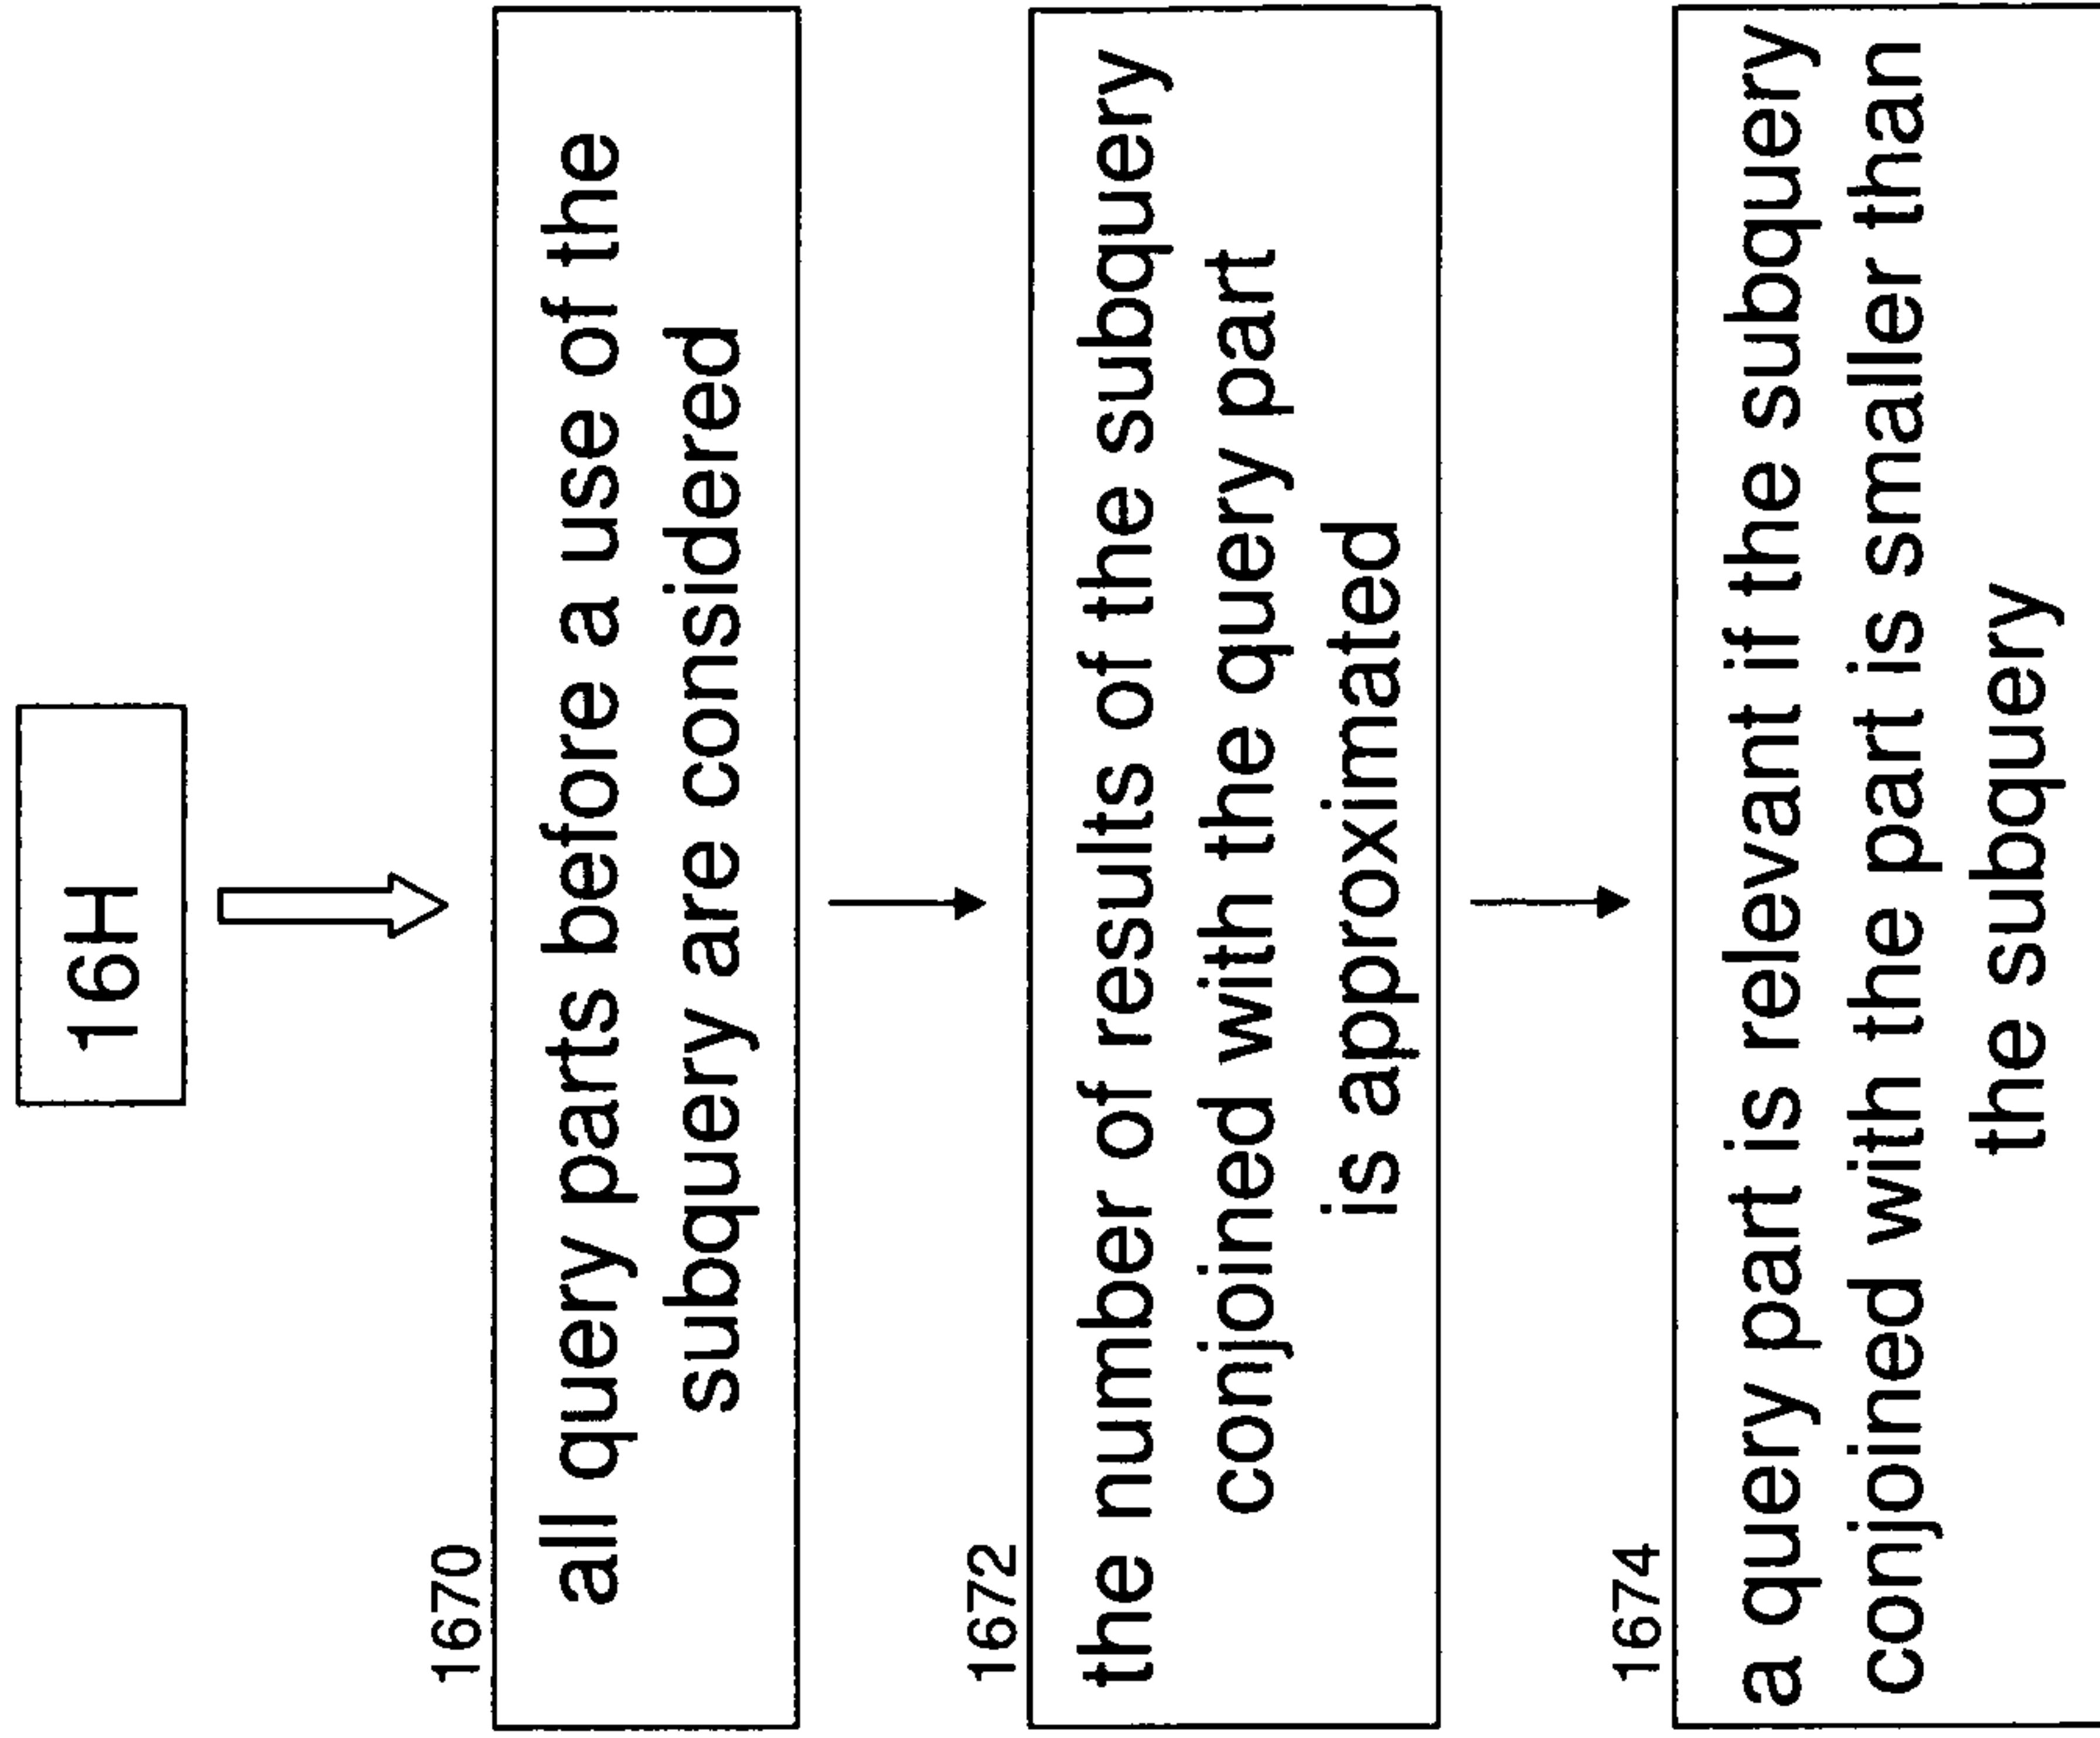 16H
1670
all query parts before a use of the
subquery are considered
1672
the number of results of the subquery
conjoined with the query part
is approximated
1674
a query part is relevant if the subquery
conjoined with the part is smaller than
the subquery